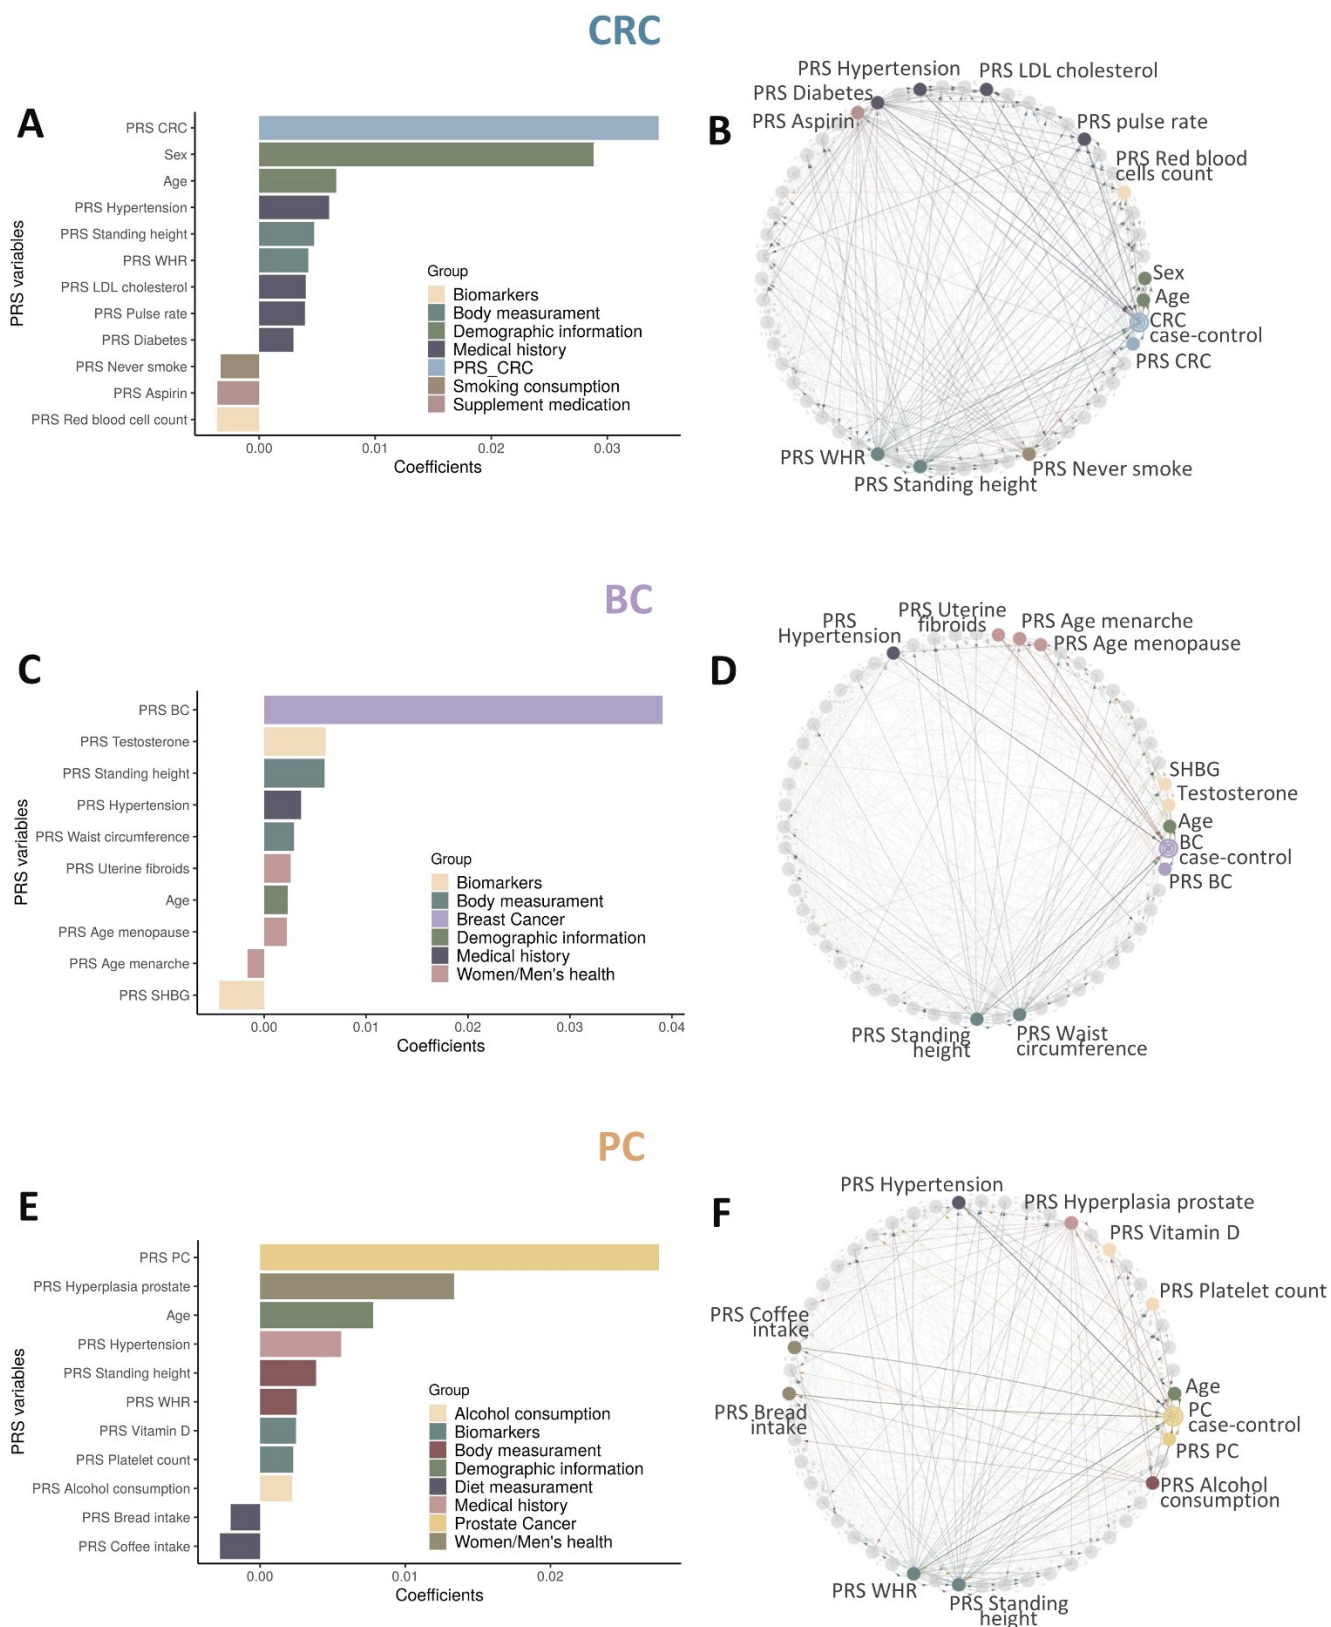 CRC
A
PRS variables
PRS CRC
Sex
Age
PRS Hypertension
PRS Standing height
PRS WHR
PRS LDL cholesterol
PRS Pulse rate
PRS Diabetes
PRS Never smoke
PRS Aspirin
PRS Red blood cell count
0.00
0.01
0.02
0.03
Coefficients
Group
Biomarkers
Body measurament
Demographic information
Medical history
PRS_CRC
Smoking consumption
Supplement medication
B
PRS Hypertension
PRS LDL cholesterol
PRS Diabetes
PRS Aspirin
PRS pulse rate
PRS Red blood
cells count
Sex
Age
CRC
case-control
PRS CRC
PRS WHR
PRS Never smoke
PRS Standing height
BC
C
PRS variables
PRS BC
PRS Testosterone
PRS Standing height
PRS Hypertension
PRS Waist circumference
PRS Uterine fibroids
Age
PRS Age menopause
PRS Age menarche
PRS SHBG
0.00
0.01
0.02
0.03
0.04
Coefficients
Group
Biomarkers
Body measurament
Breast Cancer
Demographic information
Medical history
Women/Men's health
D
PRS
Hypertension
PRS Uterine
fibroids
PRS Age menarche
PRS Age menopause
SHBG
Testosterone
Age
BC
case-control
PRS BC
PRS Standing
height
PRS Waist
circumference
PC
E
PRS variables
PRS PC
PRS Hyperplasia prostate
Age
PRS Hypertension
PRS Standing height
PRS WHR
PRS Vitamin D
PRS Platelet count
PRS Alcohol consumption
PRS Bread intake
PRS Coffee intake
0.00
0.01
0.02
Coefficients
Group
Alcohol consumption
Biomarkers
Body measurament
Demographic information
Diet measurament
Medical history
Prostate Cancer
Women/Men's health
F
PRS Hypertension
PRS Hyperplasia prostate
PRS Vitamin D
PRS Platelet count
PRS Coffee
intake
PRS Bread
intake
Age
PC
case-control
PRS PC
PRS Alcohol
consumption
PRS WHR
PRS Standing
height